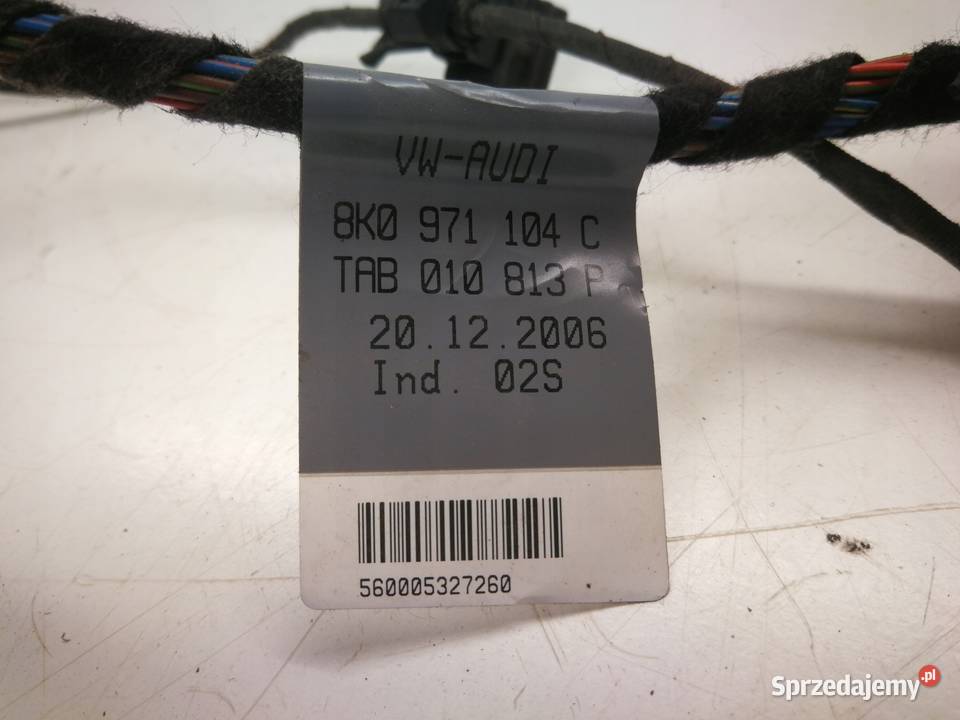 VW-AUDI
8K0 971 104 C
TAB 010 813 P
20.12.2006
Ind. 02S
560005327260
Sprzedajemy.pl